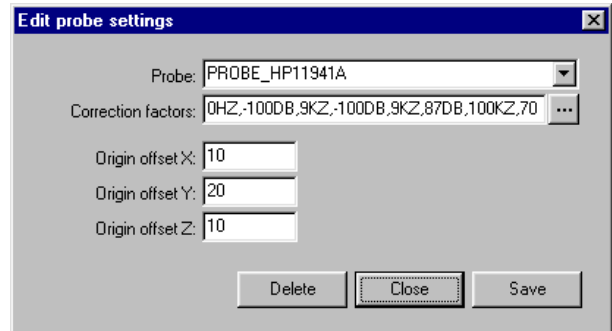 Edit probe settings
Probe: PROBE_HP11941A
Correction factors: 0HZ,-100DB,9KZ,-100DB,9KZ,87DB,100KZ,70 ...
Origin offset X: 10
Origin offset Y: 20
Origin offset Z: 10
Delete Close Save